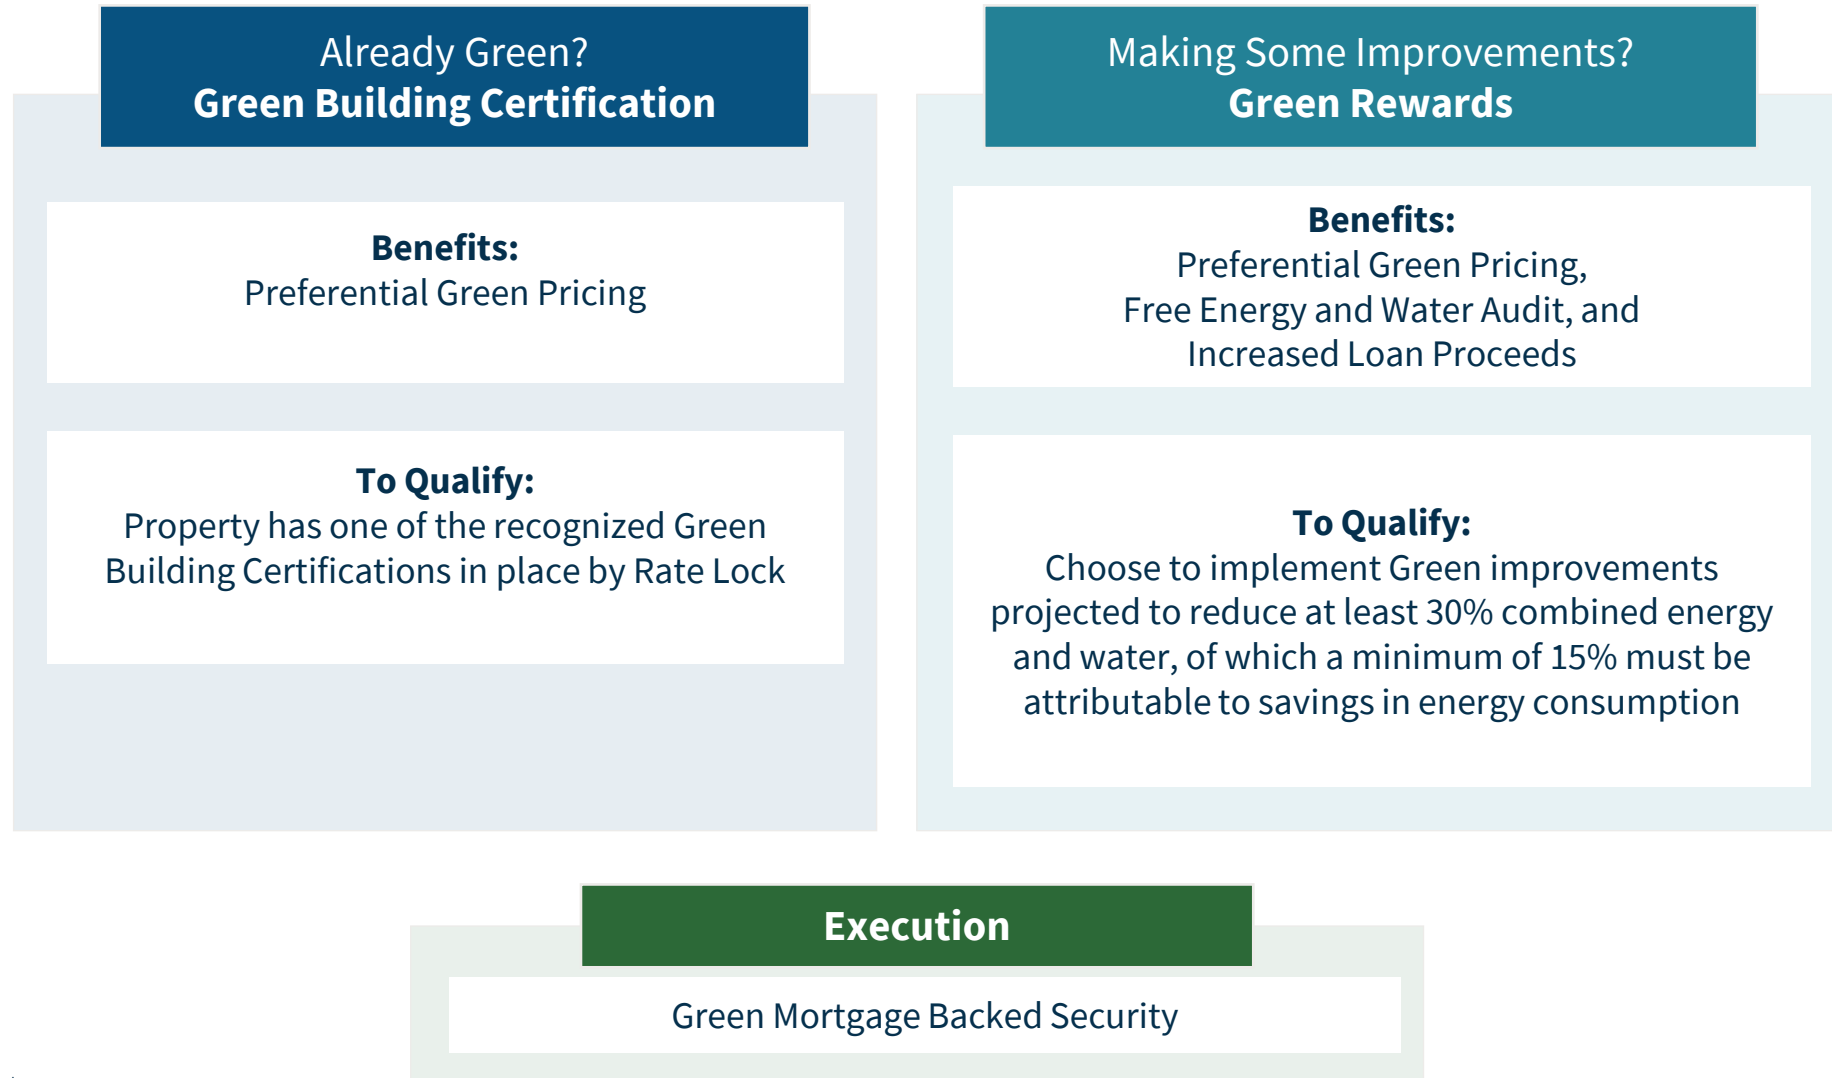 Already Green?
Green Building Certification
Benefits:
Preferential Green Pricing
To Qualify:
Property has one of the recognized Green
Building Certifications in place by Rate Lock
Making Some Improvements?
Green Rewards
Benefits:
Preferential Green Pricing,
Free Energy and Water Audit, and
Increased Loan Proceeds
To Qualify:
Choose to implement Green improvements
projected to reduce at least 30% combined energy
and water, of which a minimum of 15% must be
attributable to savings in energy consumption
Execution
Green Mortgage Backed Security